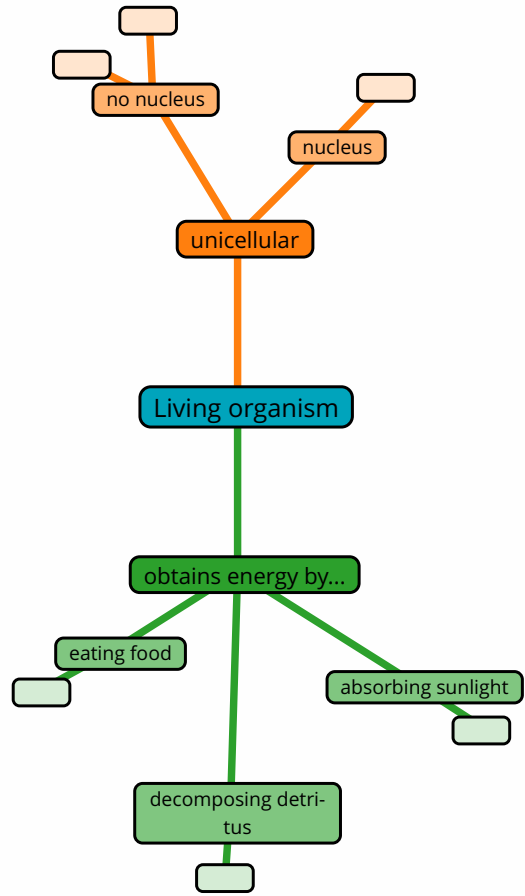 no nucleus
nucleus
unicellular
Living organism
obtains energy by...
eating food
absorbing sunlight
decomposing detri-
tus